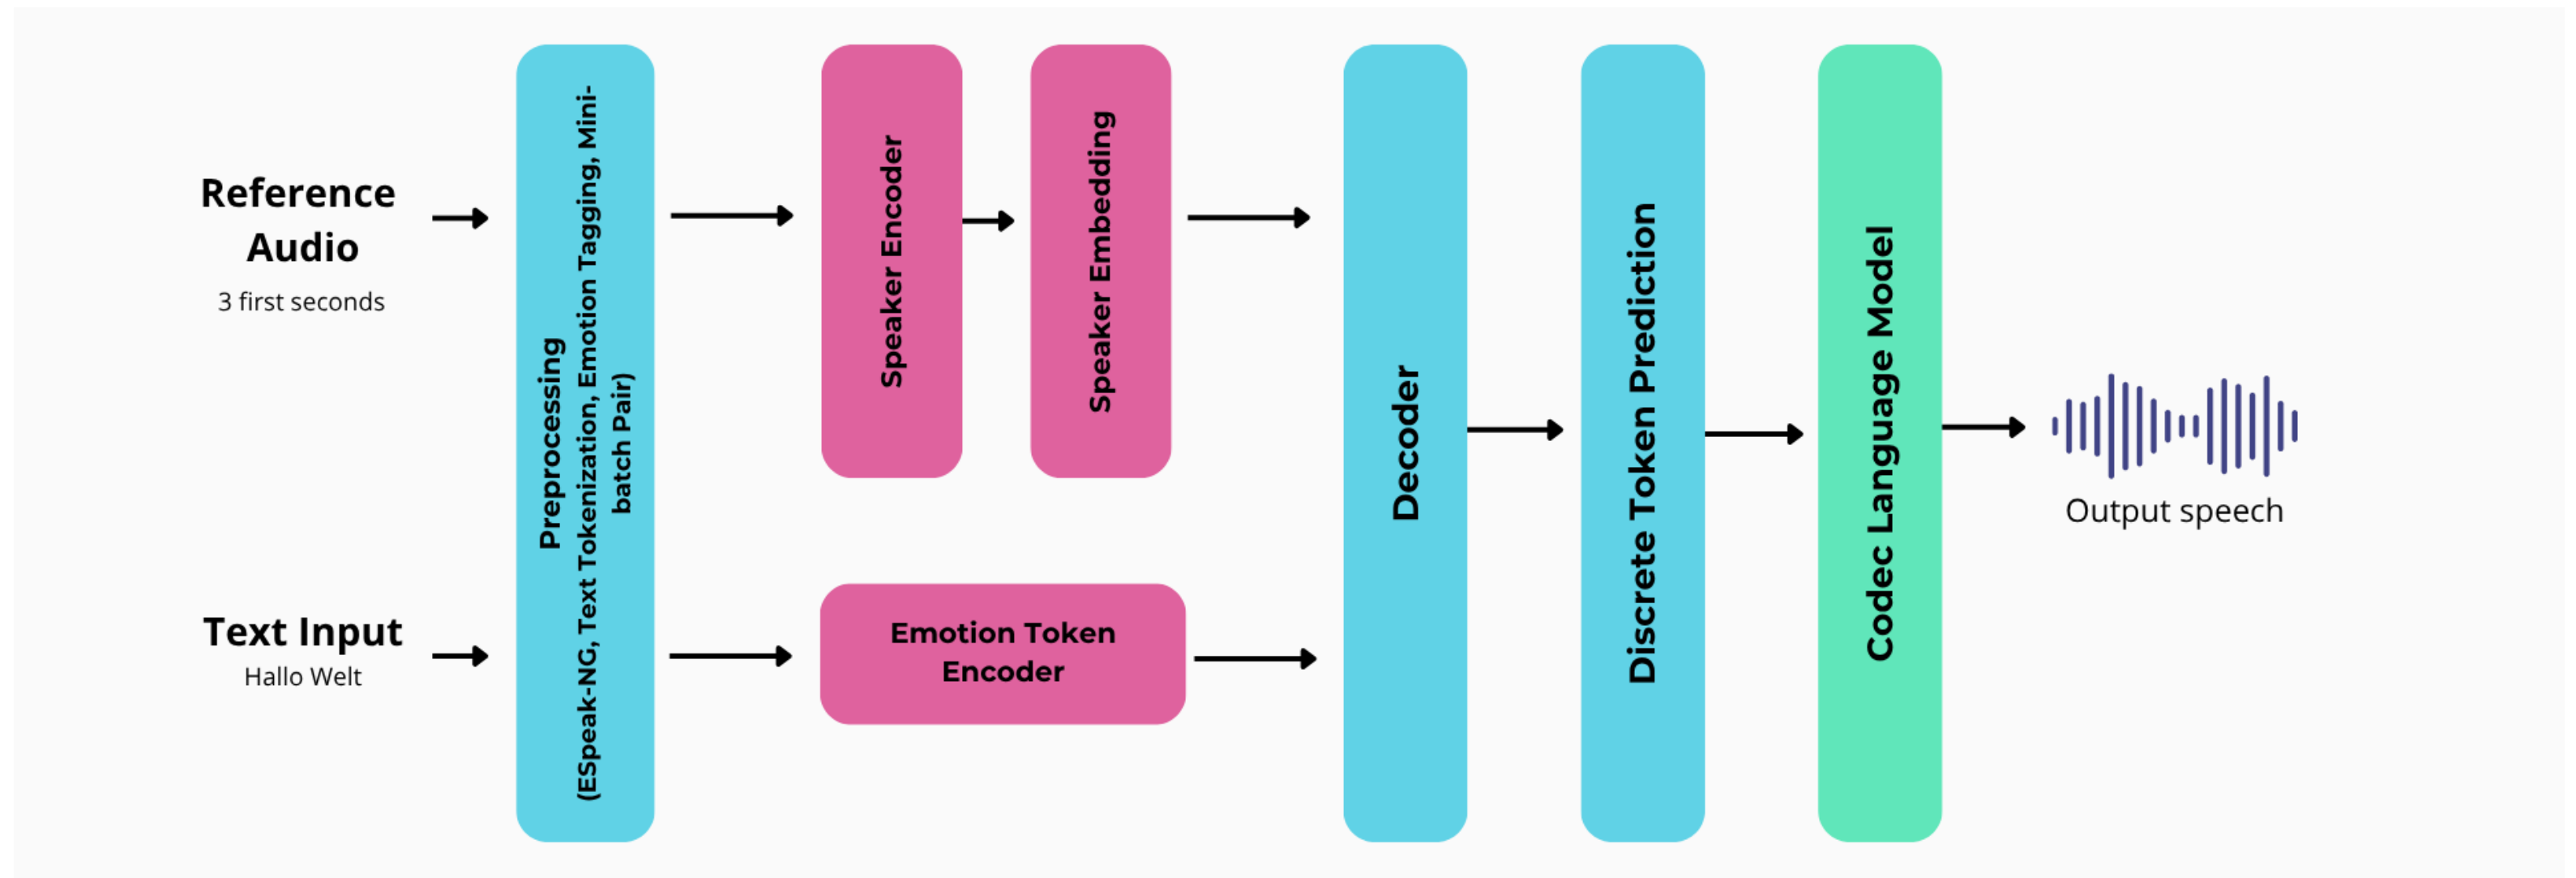 Reference
Audio
3 first seconds
Text Input
Hallo Welt
Preprocessing
(ESpeak-NG, Text Tokenization, Emotion Tagging, Mini-
batch Pair)
Speaker Encoder
Speaker Embedding
Emotion Token
Encoder
Decoder
Discrete Token Prediction
Codec Language Model
Output speech